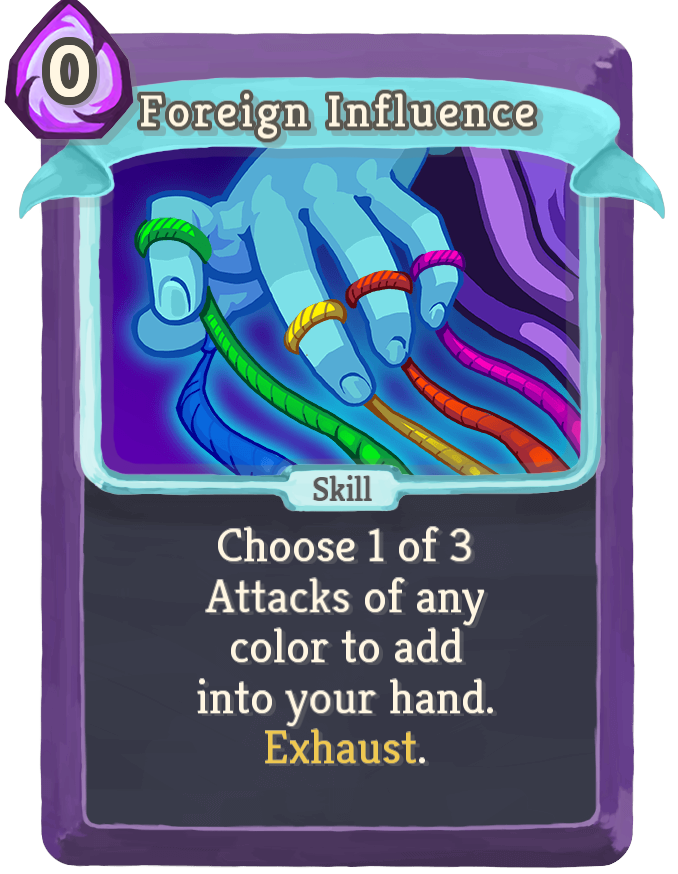 0
Foreign Influence
Skill
Choose 1 of 3
Attacks of any
color to add
into your hand.
Exhaust.